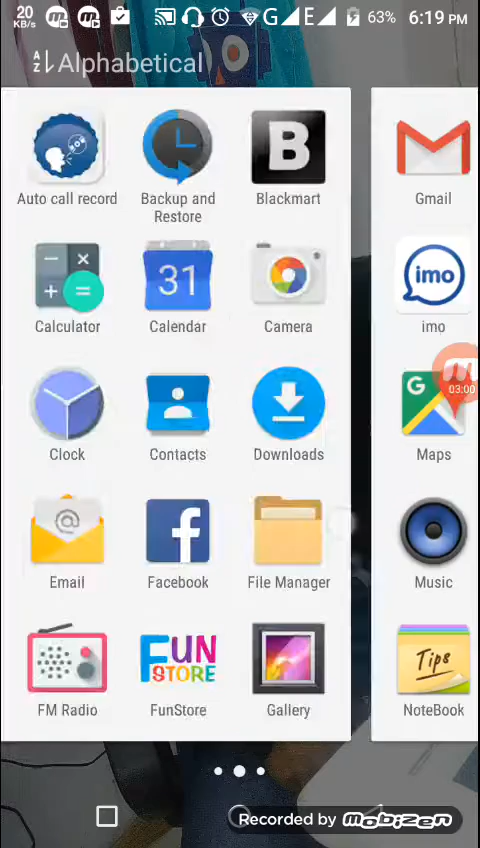 20
KB/s
G
E
63%
6:19 PM
A
Z
Alphabetical
Auto call record
Backup and
Restore
B
Blackmart
Gmail
Calculator
31
Calendar
Camera
imo
imo
Clock
Contacts
Downloads
G
03:00
Maps
@
Email
f
Facebook
File Manager
Music
FM Radio
FUN
STORE
FunStore
Gallery
Tips
NoteBook
Recorded by mobizen